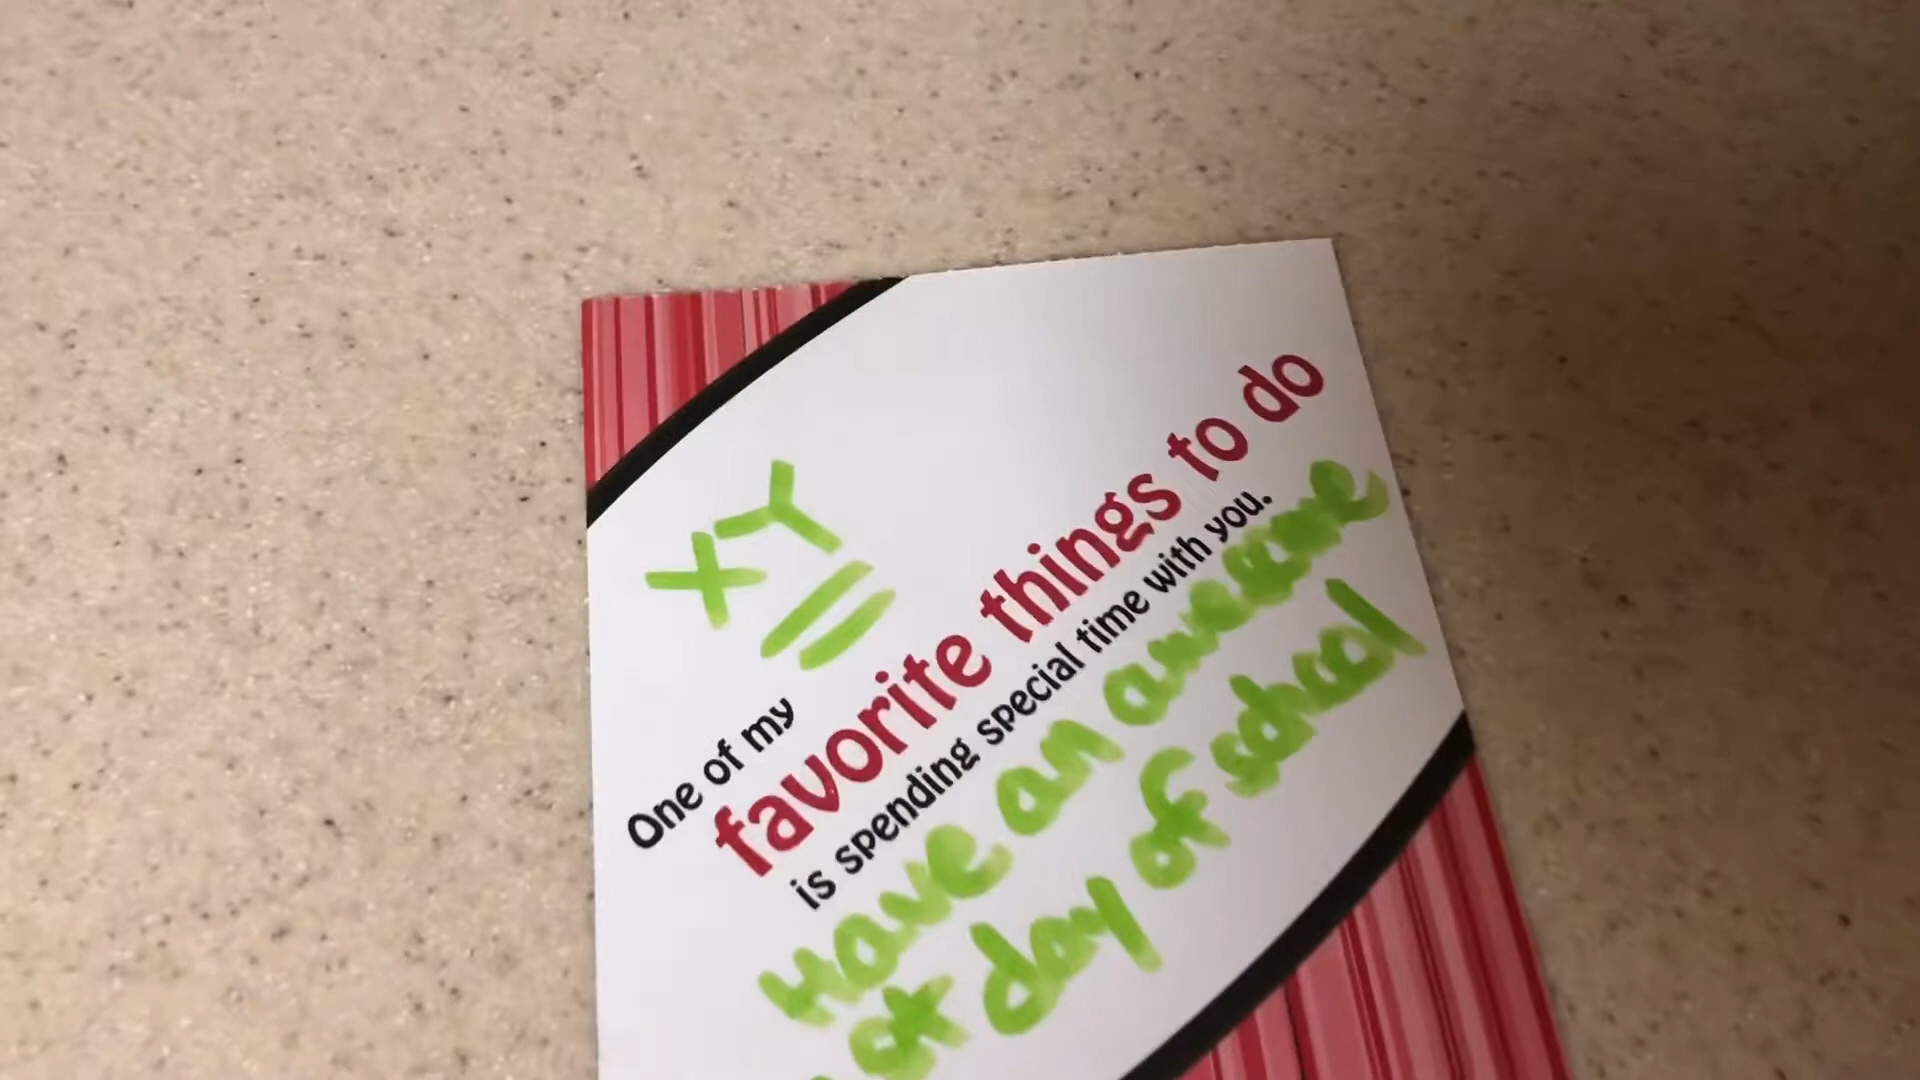 XY
One of my
favorite things to do
is spending special time with you.
Have an awesome
day of school